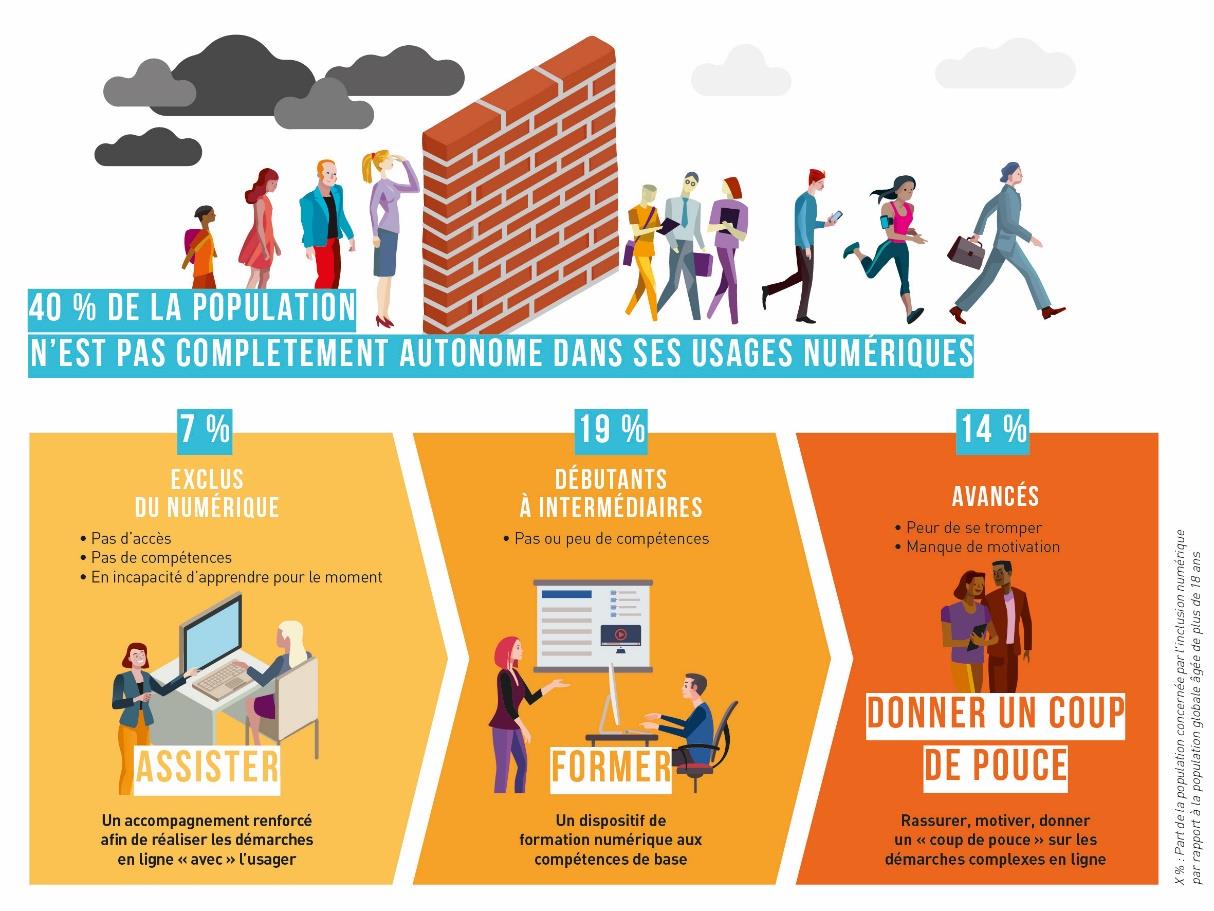 40 % DE LA POPULATION
N'EST PAS COMPLETEMENT AUTONOME DANS SES USAGES NUMÉRIQUES
7 %
EXCLUS
DU NUMÉRIQUE
• Pas d'accès
• Pas de compétences
• En incapacité d'apprendre pour le moment
ASSISTER
Un accompagnement renforcé
afin de réaliser les démarches
en ligne « avec » l'usager
19 %
DÉBUTANTS
À INTERMÉDIAIRES
• Pas ou peu de compétences
FORMER
Un dispositif de
formation numérique aux
compétences de base
14 %
AVANCÉS
• Peur de se tromper
• Manque de motivation
DONNER UN COUP
DE POUCE
Rassurer, motiver, donner
un « coup de pouce » sur les
démarches complexes en ligne
X % : Part de la population concernée par l'inclusion numérique
par rapport à la population globale âgée de plus de 18 ans